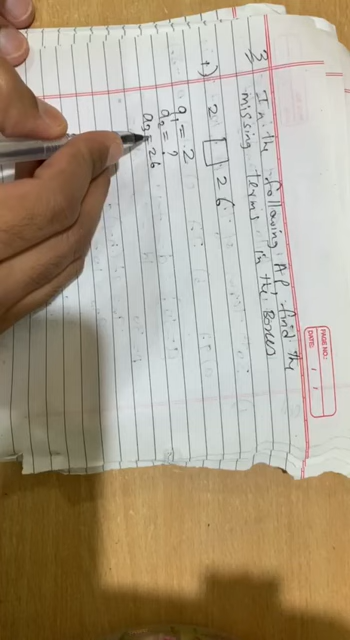 PAGE NO.:
DATE: / /
3 In the following AP find the
missing terms in the Boxes
1) 2 □ 26
a1 = 2
a2 = ?
a3 = 26